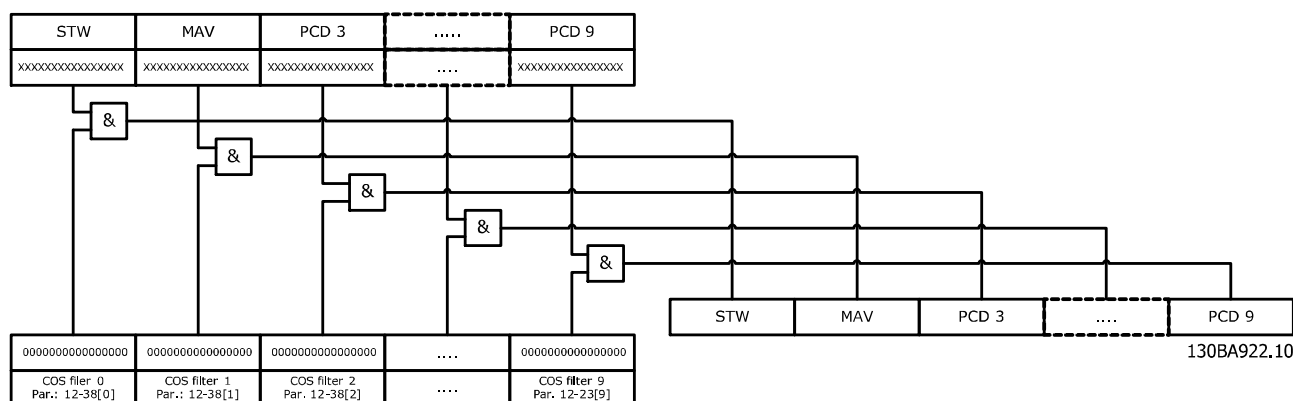 STW MAV PCD 3 ..... PCD 9
XXXXXXXXXXXXXXXX XXXXXXXXXXXXXXXX XXXXXXXXXXXXXXXX .... XXXXXXXXXXXXXXXX
&
&
&
&
&
STW MAV PCD 3 .... PCD 9
130BA922.10
0000000000000000 0000000000000000 0000000000000000 .... 0000000000000000
COS filer 0 COS filter 1 COS filter 2 .... COS filter 9
Par.: 12-38[0] Par.: 12-38[1] Par. 12-38[2] Par. 12-23[9]